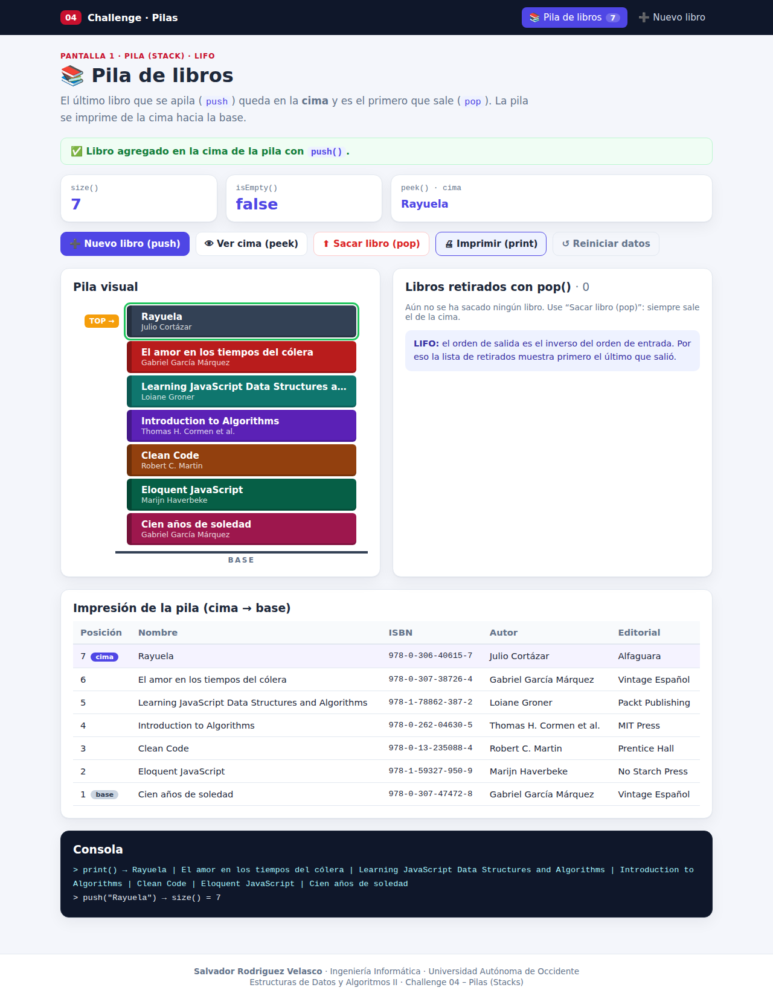 04 Challenge · Pilas
📚 Pila de libros 7
➕ Nuevo libro
PANTALLA 1 · PILA (STACK) · LIFO
📚 Pila de libros
El último libro que se apila ( push ) queda en la cima y es el primero que sale ( pop ). La pila
se imprime de la cima hacia la base.
✅ Libro agregado en la cima de la pila con push() .
size()
7
isEmpty()
false
peek() · cima
Rayuela
➕ Nuevo libro (push)
👁 Ver cima (peek)
⬆ Sacar libro (pop)
🖨 Imprimir (print)
↺ Reiniciar datos
Pila visual
TOP →
Rayuela
Julio Cortázar
El amor en los tiempos del cólera
Gabriel García Márquez
Learning JavaScript Data Structures a…
Loiane Groner
Introduction to Algorithms
Thomas H. Cormen et al.
Clean Code
Robert C. Martin
Eloquent JavaScript
Marijn Haverbeke
Cien años de soledad
Gabriel García Márquez
BASE
Libros retirados con pop() · 0
Aún no se ha sacado ningún libro. Use “Sacar libro (pop)”: siempre sale
el de la cima.
LIFO: el orden de salida es el inverso del orden de entrada. Por
eso la lista de retirados muestra primero el último que salió.
Impresión de la pila (cima → base)
Posición Nombre ISBN Autor Editorial
7 cima Rayuela 978-0-306-40615-7 Julio Cortázar Alfaguara
6 El amor en los tiempos del cólera 978-0-307-38726-4 Gabriel García Márquez Vintage Español
5 Learning JavaScript Data Structures and Algorithms 978-1-78862-387-2 Loiane Groner Packt Publishing
4 Introduction to Algorithms 978-0-262-04630-5 Thomas H. Cormen et al. MIT Press
3 Clean Code 978-0-13-235088-4 Robert C. Martin Prentice Hall
2 Eloquent JavaScript 978-1-59327-950-9 Marijn Haverbeke No Starch Press
1 base Cien años de soledad 978-0-307-47472-8 Gabriel García Márquez Vintage Español
Consola
> print() → Rayuela | El amor en los tiempos del cólera | Learning JavaScript Data Structures and Algorithms | Introduction to
Algorithms | Clean Code | Eloquent JavaScript | Cien años de soledad
> push("Rayuela") → size() = 7
Salvador Rodriguez Velasco · Ingeniería Informática · Universidad Autónoma de Occidente
Estructuras de Datos y Algoritmos II · Challenge 04 – Pilas (Stacks)